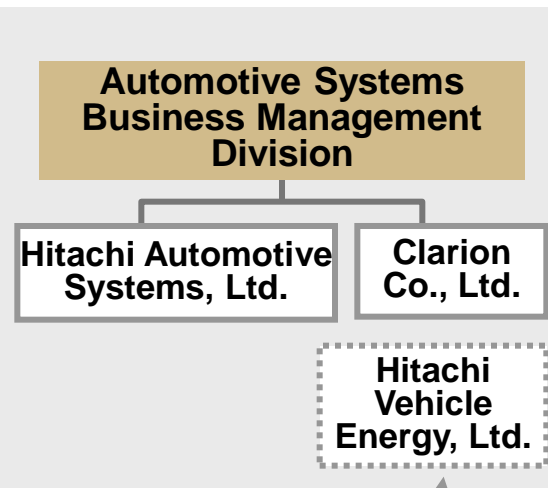 Automotive Systems
Business Management
Division
Hitachi Automotive
Systems, Ltd.
Clarion
Co., Ltd.
Hitachi
Vehicle
Energy, Ltd.